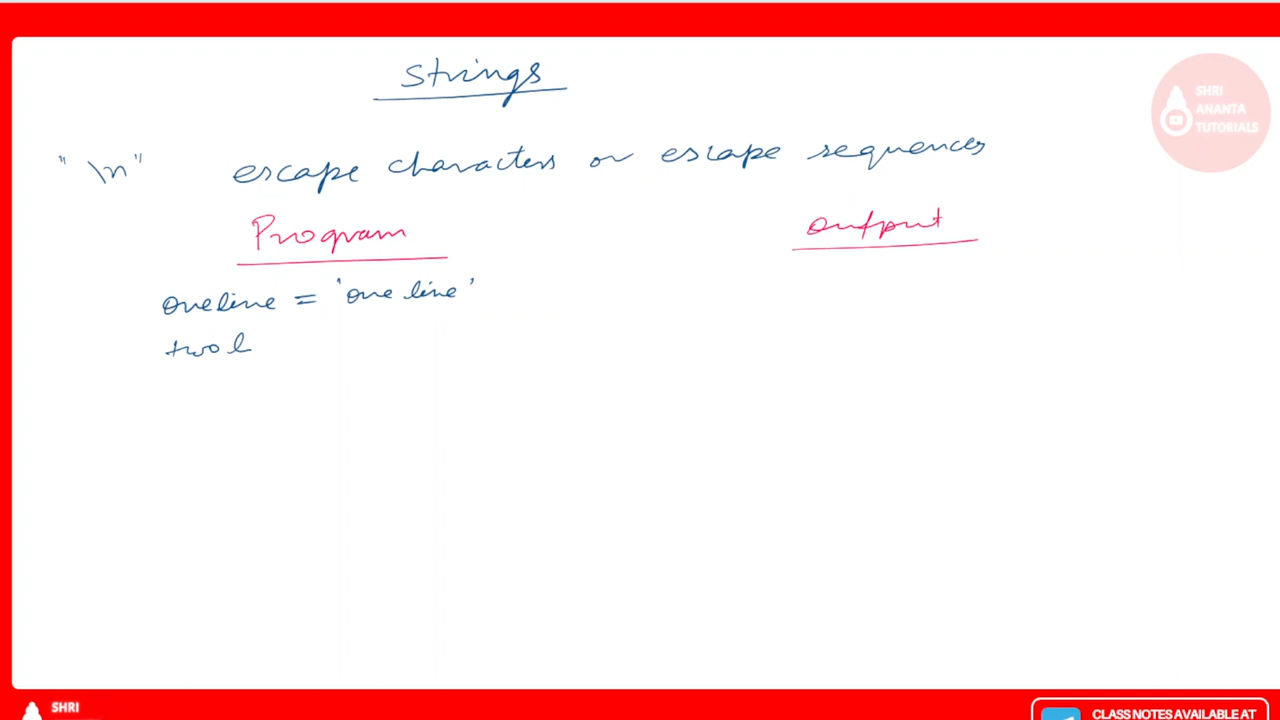 Strings
SHRI
ANANTA
TUTORIALS
"\n" escape characters or escape sequences
Program
output
oneline = 'one line'
two l
SHRI
CLASS NOTES AVAILABLE AT